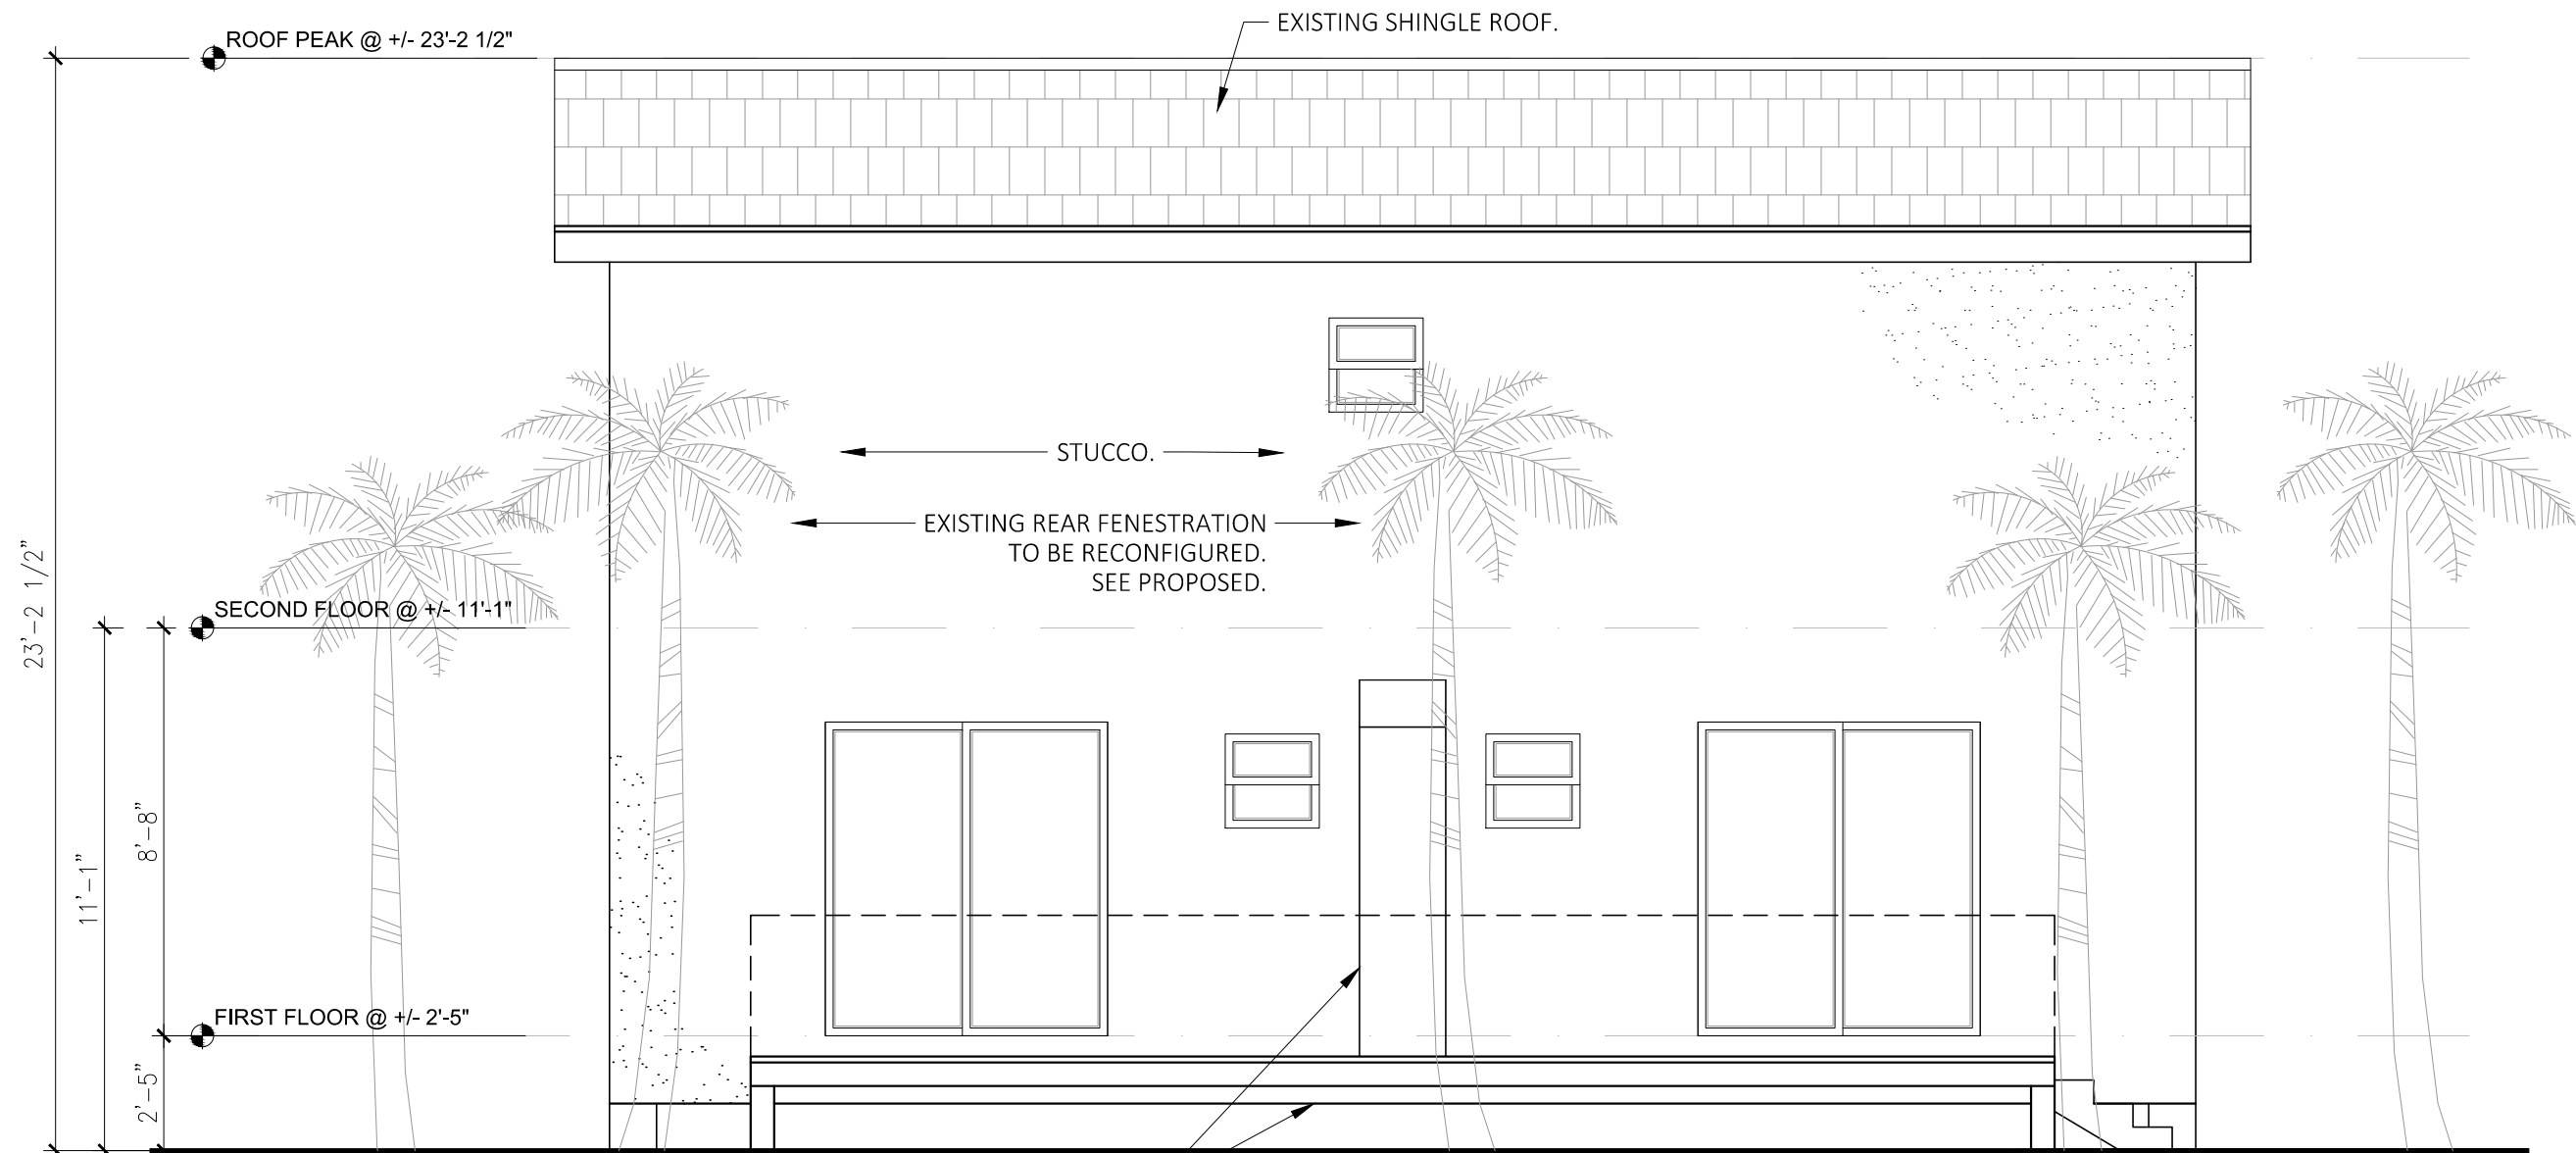 EXISTING SHINGLE ROOF.
ROOF PEAK @ +/- 23'-2 1/2"
STUCCO.
EXISTING REAR FENESTRATION
TO BE RECONFIGURED.
SEE PROPOSED.
SECOND FLOOR @ +/- 11'-1"
23'-2 1/2"
11'-1"
8'-8"
FIRST FLOOR @ +/- 2'-5"
2'-5"